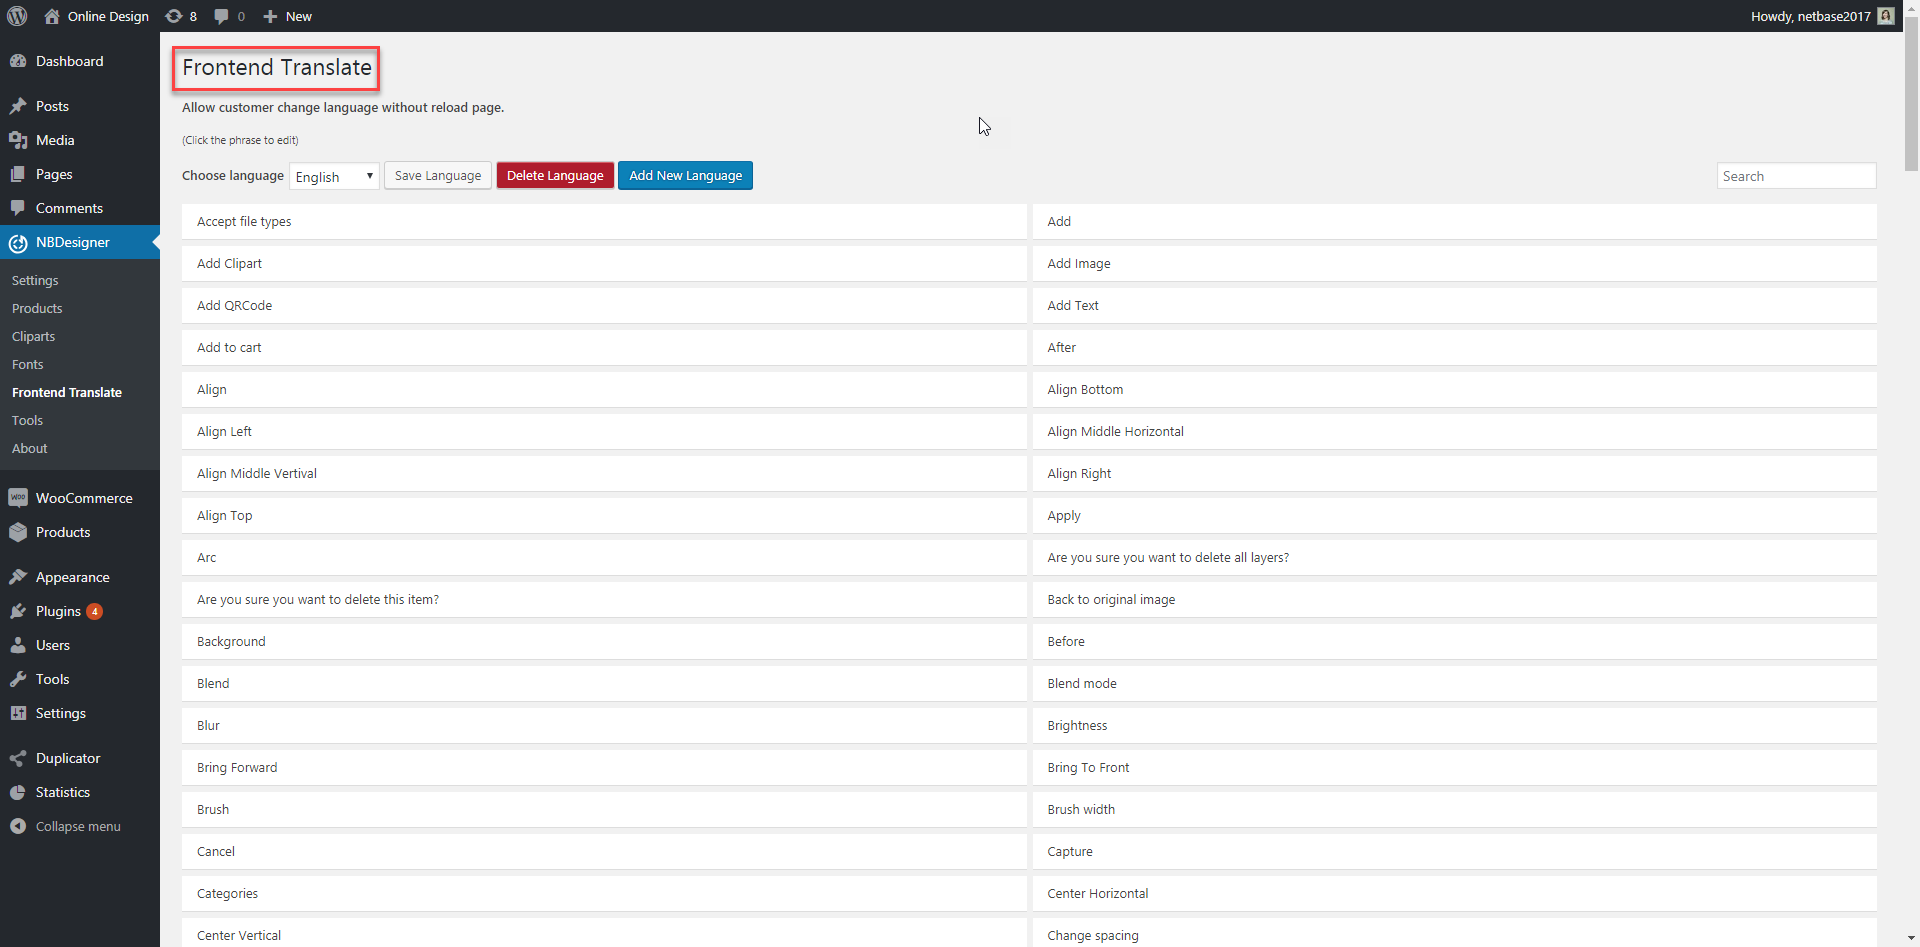 Online Design 8 0 New Howdy, netbase2017
Dashboard
Posts
Media
Pages
Comments
NBDesigner
Settings
Products
Cliparts
Fonts
Frontend Translate
Tools
About
WOO WooCommerce
Products
Appearance
Plugins 4
Users
Tools
Settings
Duplicator
Statistics
Collapse menu
Frontend Translate
Allow customer change language without reload page.
(Click the phrase to edit)
Choose language English Save Language Delete Language Add New Language Search
Accept file types Add
Add Clipart Add Image
Add QRCode Add Text
Add to cart After
Align Align Bottom
Align Left Align Middle Horizontal
Align Middle Vertival Align Right
Align Top Apply
Arc Are you sure you want to delete all layers?
Are you sure you want to delete this item? Back to original image
Background Before
Blend Blend mode
Blur Brightness
Bring Forward Bring To Front
Brush Brush width
Cancel Capture
Categories Center Horizontal
Center Vertical Change spacing